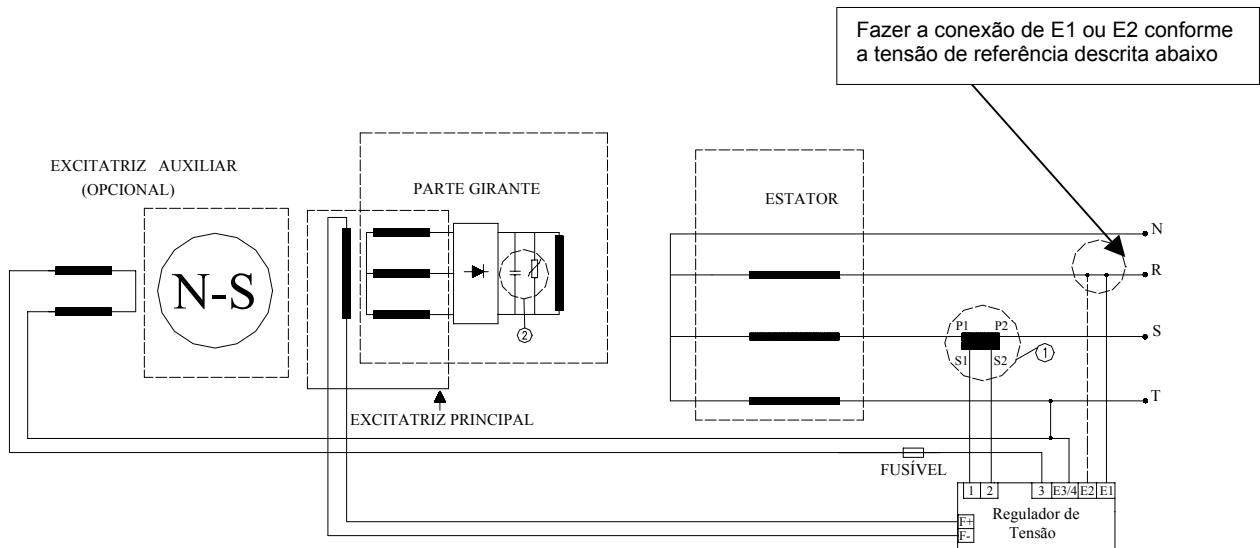 Fazer a conexão de E1 ou E2 conforme
a tensão de referência descrita abaixo
EXCITATRIZ AUXILIAR
(OPCIONAL)
PARTE GIRANTE
ESTATOR
N
R
N-S
P1 P2
S
S1 S2
1
2
T
EXCITATRIZ PRINCIPAL
FUSÍVEL
1 2 3 E3/4 E2 E1
Regulador de
Tensão
F+
F-